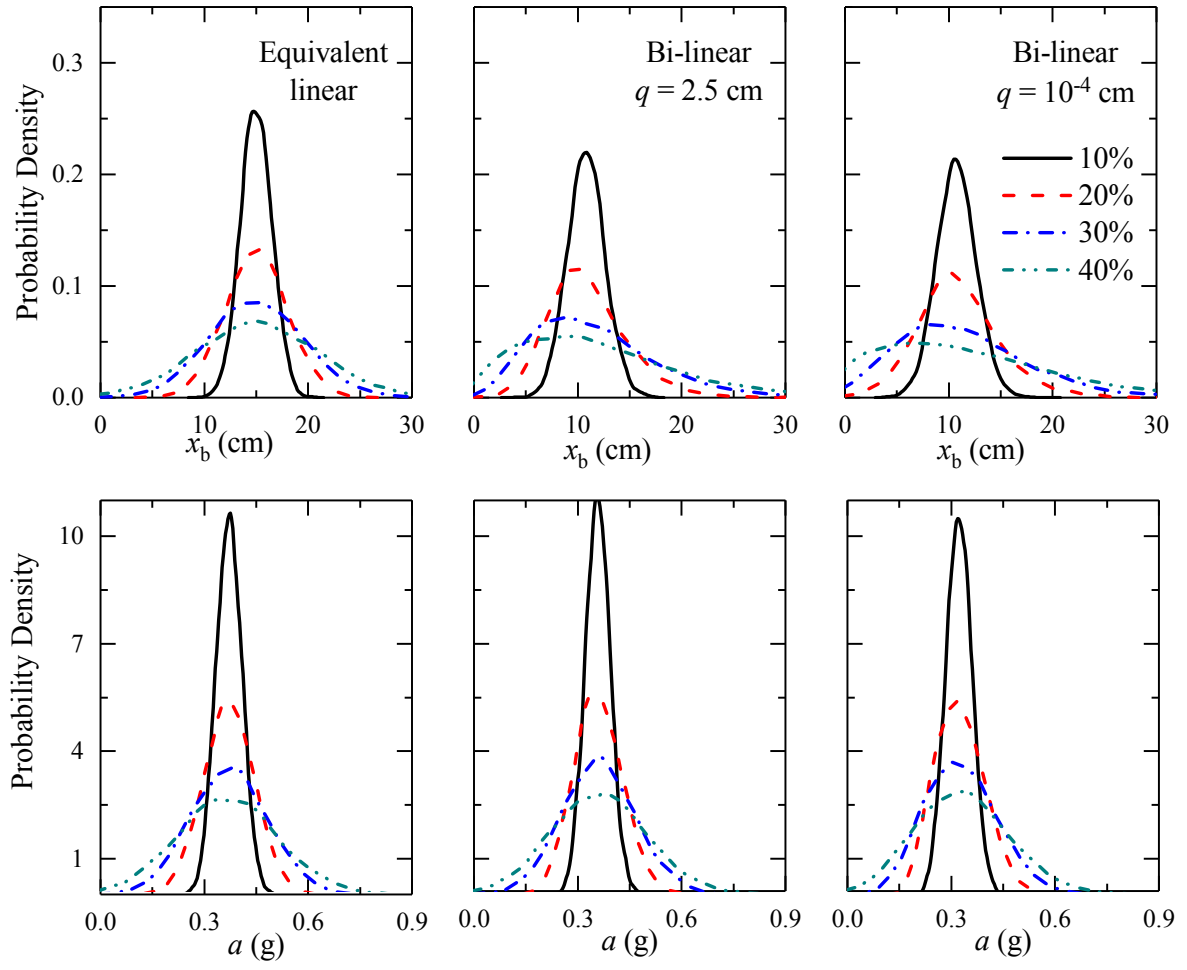 Equivalent
linear
Bi-linear
q = 2.5 cm
Bi-linear
q = 10⁻⁴ cm
10%
20%
30%
40%
Probability Density
0.3
0.2
0.1
0.0
0 10 20 30
0 10 20 30
0 10 20 30
x_b (cm)
x_b (cm)
x_b (cm)
Probability Density
10
7
4
1
0.0 0.3 0.6 0.9
0.0 0.3 0.6 0.9
0.0 0.3 0.6 0.9
a (g)
a (g)
a (g)